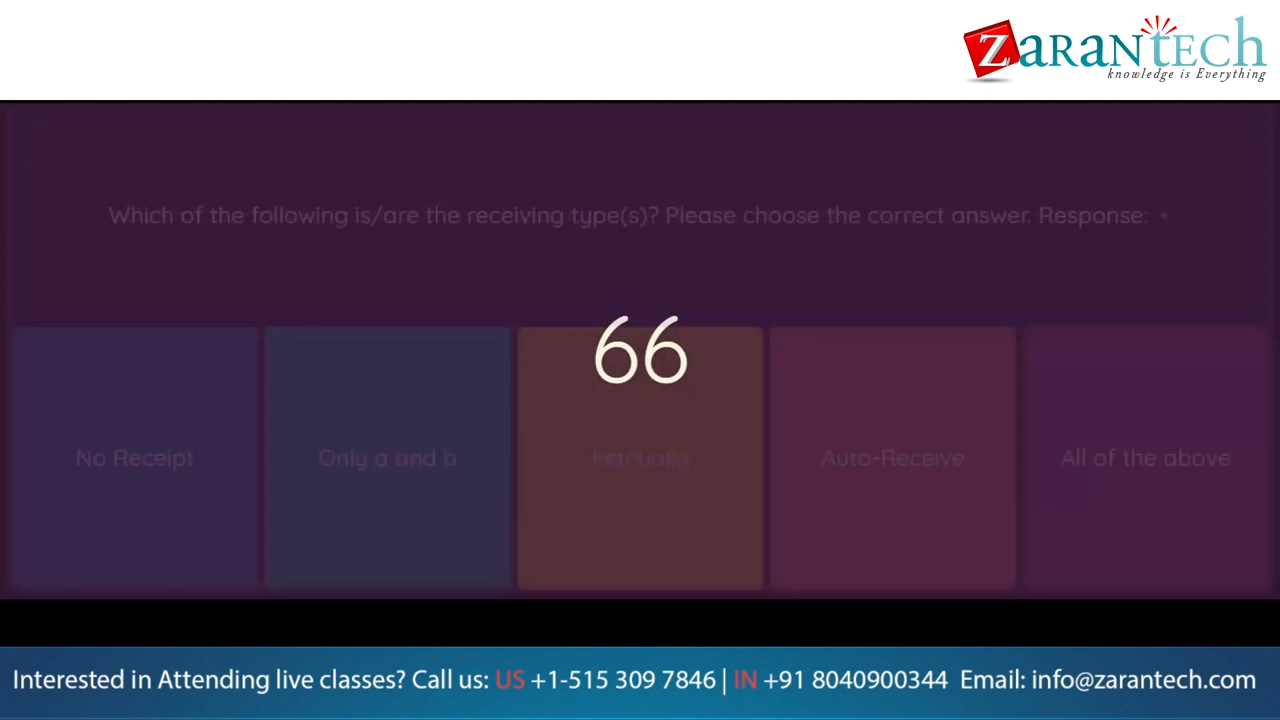 ZARANTECH
knowledge is Everything
Which of the following is/are the receiving type(s)? Please choose the correct answer. Response: *
66
No Receipt
Only a and b
Manually
Auto-Receive
All of the above
Interested in Attending live classes? Call us: US +1-515 309 7846 | IN +91 8040900344 Email: info@zarantech.com